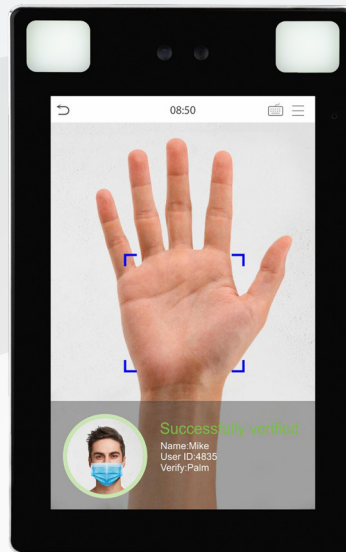 08:50
Successfully verified
Name:Mike
User ID:4835
Verify:Palm